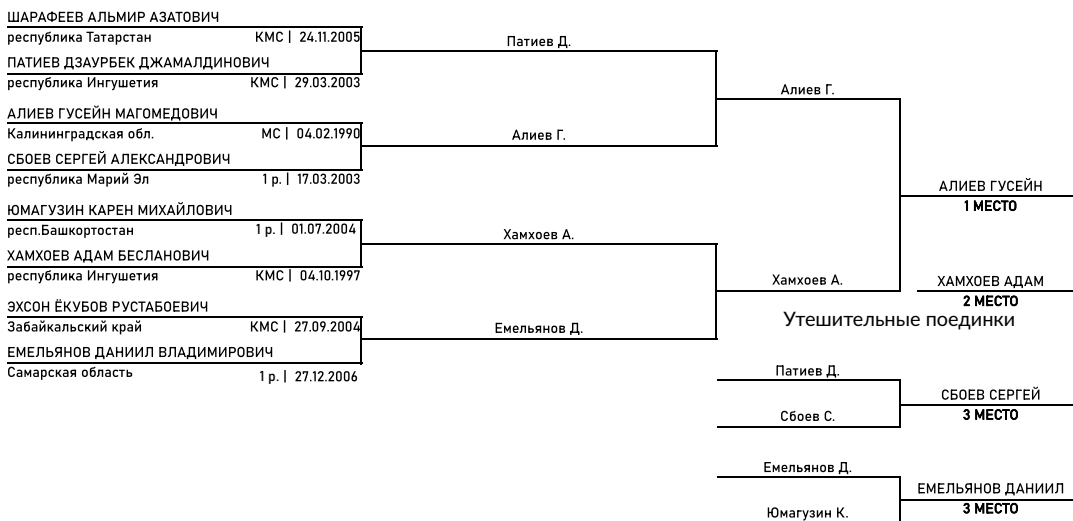 ШАРАФЕЕВ АЛЬМИР АЗАТОВИЧ
республика Татарстан КМС | 24.11.2005
ПАТИЕВ ДЗАУРБЕК ДЖАМАЛДИНОВИЧ
республика Ингушетия КМС | 29.03.2003
АЛИЕВ ГУСЕЙН МАГОМЕДОВИЧ
Калининградская обл. МС | 04.02.1990
СБОЕВ СЕРГЕЙ АЛЕКСАНДРОВИЧ
республика Марий Эл 1 р. | 17.03.2003
ЮМАГУЗИН КАРЕН МИХАЙЛОВИЧ
респ.Башкортостан 1 р. | 01.07.2004
ХАМХОЕВ АДАМ БЕСЛАНОВИЧ
республика Ингушетия КМС | 04.10.1997
ЭХСОН ЁКУБОВ РУСТАБОЕВИЧ
Забайкальский край КМС | 27.09.2004
ЕМЕЛЬЯНОВ ДАНИИЛ ВЛАДИМИРОВИЧ
Самарская область 1 р. | 27.12.2006
Патиев Д.
Алиев Г.
Хамхоев А.
Емельянов Д.
Алиев Г.
Хамхоев А.
АЛИЕВ ГУСЕЙН
1 МЕСТО
ХАМХОЕВ АДАМ
2 МЕСТО
Утешительные поединки
Патиев Д.
Сбоев С.
СБОЕВ СЕРГЕЙ
3 МЕСТО
Емельянов Д.
Юмагузин К.
ЕМЕЛЬЯНОВ ДАНИИЛ
3 МЕСТО